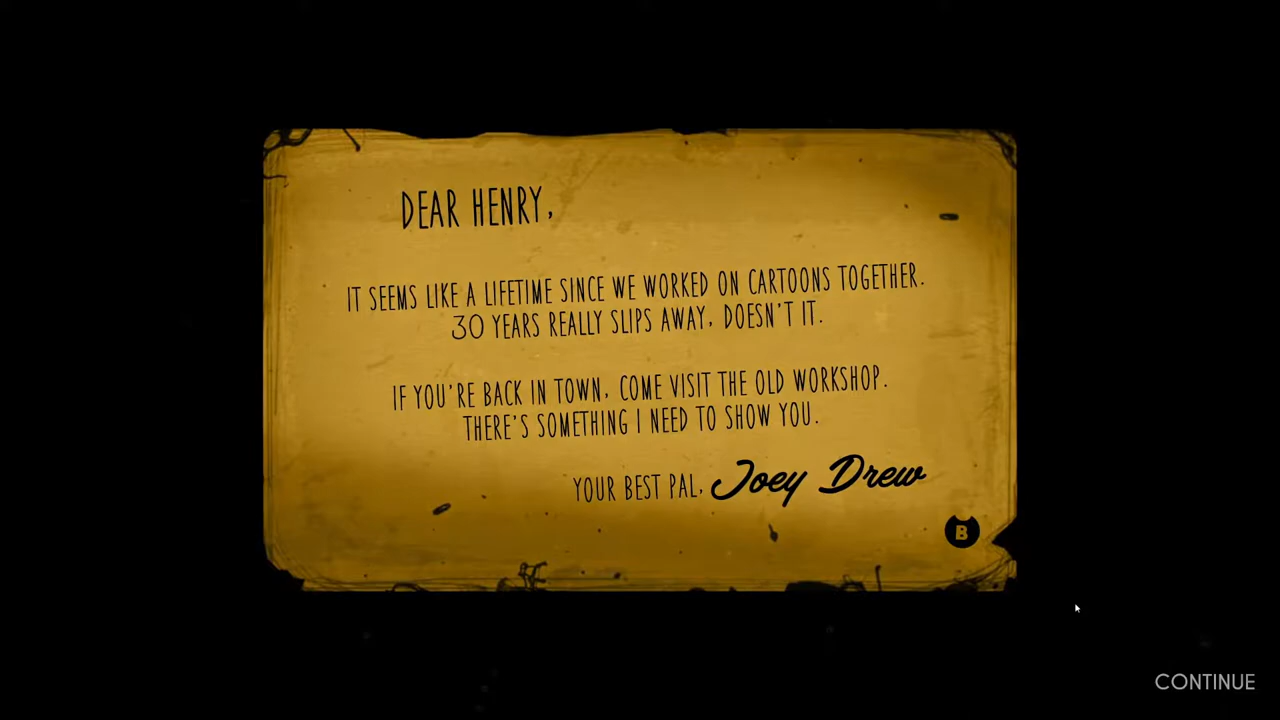 DEAR HENRY,
IT SEEMS LIKE A LIFETIME SINCE WE WORKED ON CARTOONS TOGETHER.
30 YEARS REALLY SLIPS AWAY, DOESN'T IT.
IF YOU'RE BACK IN TOWN, COME VISIT THE OLD WORKSHOP.
THERE'S SOMETHING I NEED TO SHOW YOU.
YOUR BEST PAL, Joey Drew
B
CONTINUE